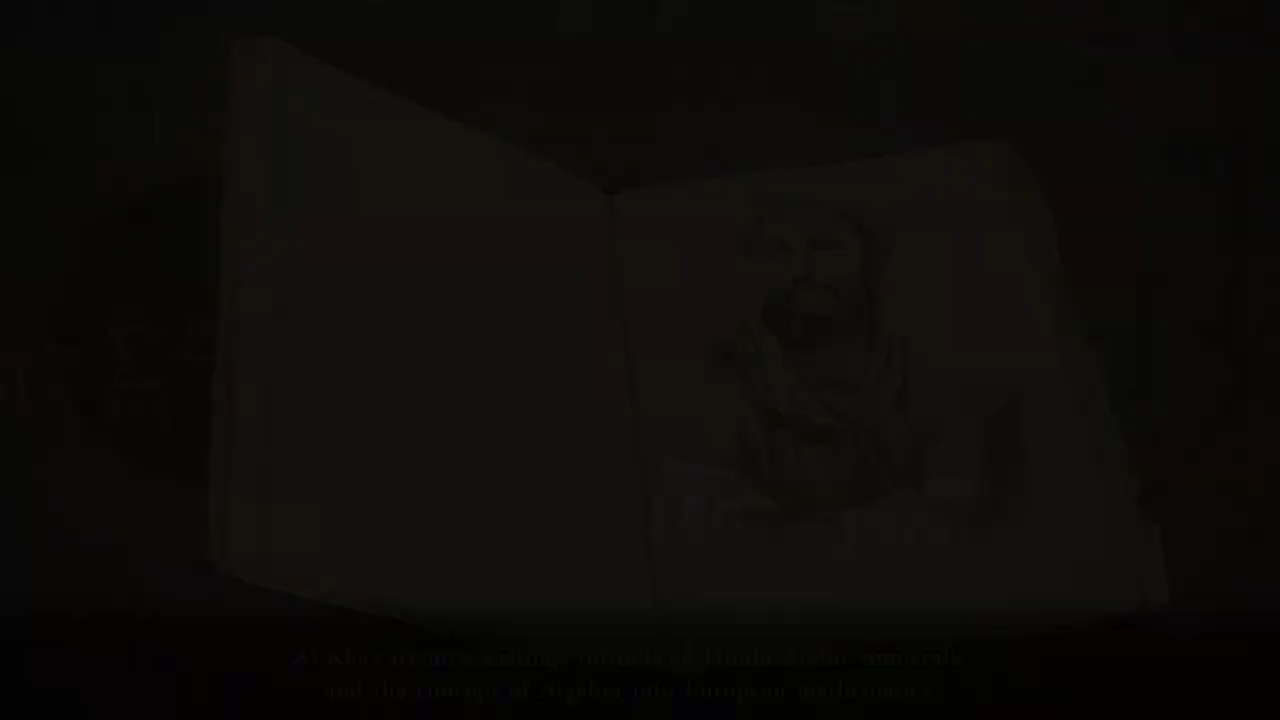 Σ
Al-Khwarizmi's writings introduced Hindu-Arabic numerals
and the concept of Algebra into European mathematics.